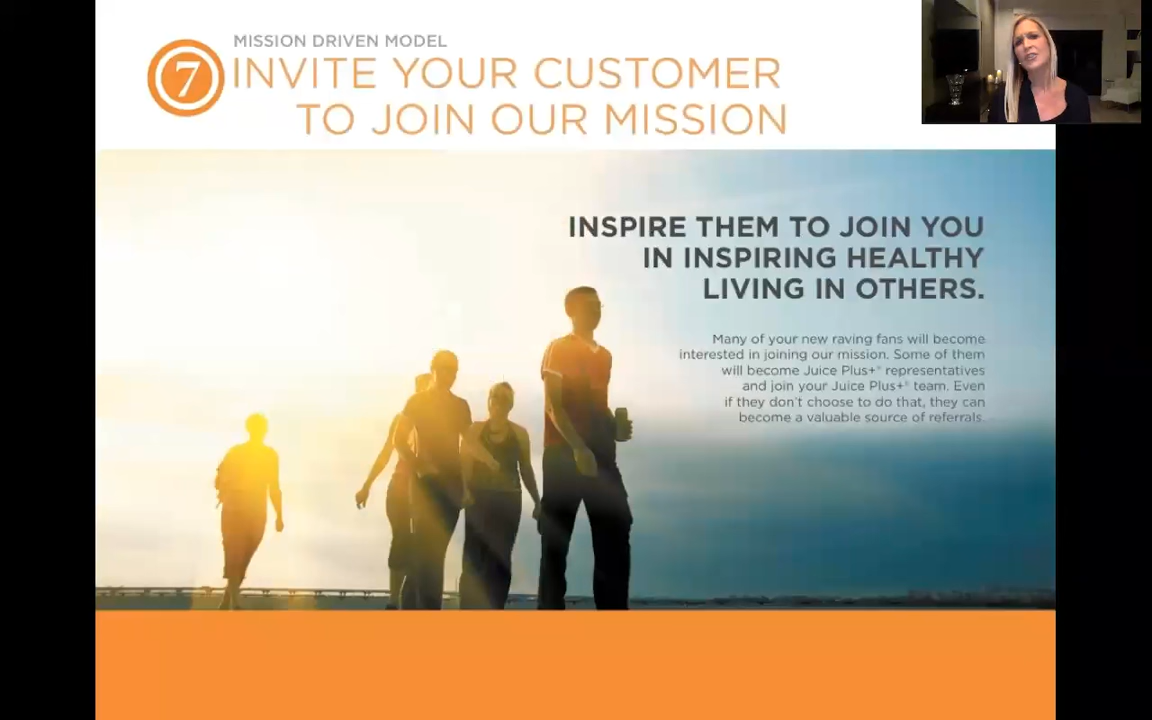 MISSION DRIVEN MODEL
7 INVITE YOUR CUSTOMER
TO JOIN OUR MISSION
INSPIRE THEM TO JOIN YOU
IN INSPIRING HEALTHY
LIVING IN OTHERS.
Many of your new raving fans will become
interested in joining our mission. Some of them
will become Juice Plus+® representatives
and join your Juice Plus+® team. Even
if they don't choose to do that, they can
become a valuable source of referrals.